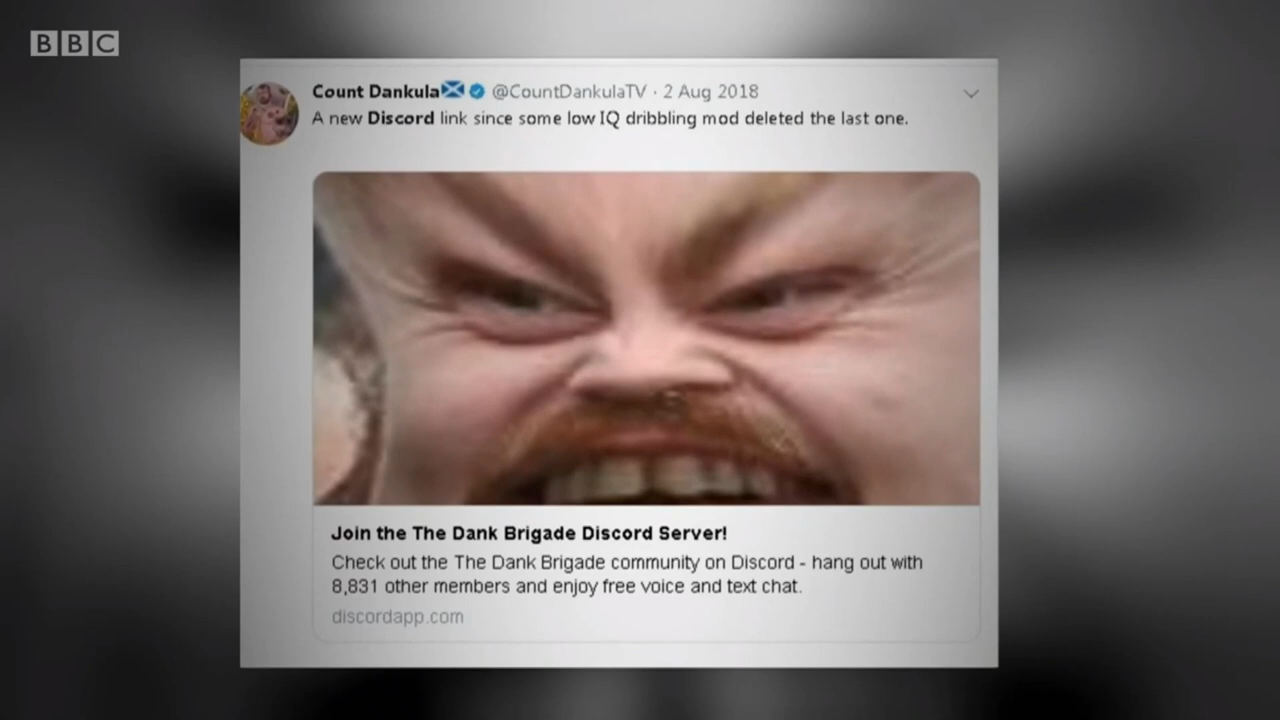 BBC
Count Dankula @CountDankulaTV · 2 Aug 2018
A new Discord link since some low IQ dribbling mod deleted the last one.
Join the The Dank Brigade Discord Server!
Check out the The Dank Brigade community on Discord - hang out with
8,831 other members and enjoy free voice and text chat.
discordapp.com